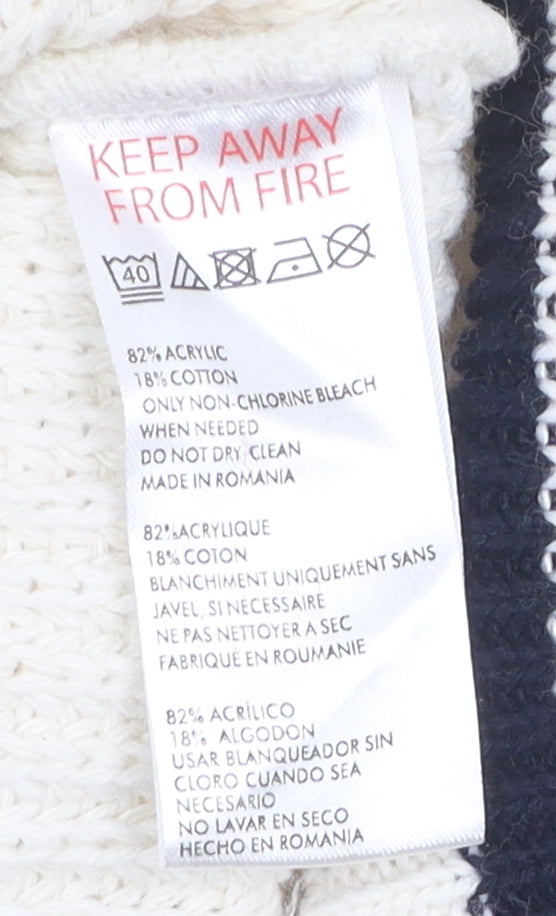 KEEP AWAY
FROM FIRE
40
82% ACRYLIC
18% COTTON
ONLY NON-CHLORINE BLEACH
WHEN NEEDED
DO NOT DRY CLEAN
MADE IN ROMANIA
82% ACRYLIQUE
18% COTON
BLANCHIMENT UNIQUEMENT SANS
JAVEL, SI NÉCESSAIRE
NE PAS NETTOYER A SEC
FABRIQUÉ EN ROUMANIE
82% ACRÍLICO
18% ALGODON
USAR BLANQUEADOR SIN
CLORO CUANDO SEA
NECESARIO
NO LAVAR EN SECO
HECHO EN ROMANIA